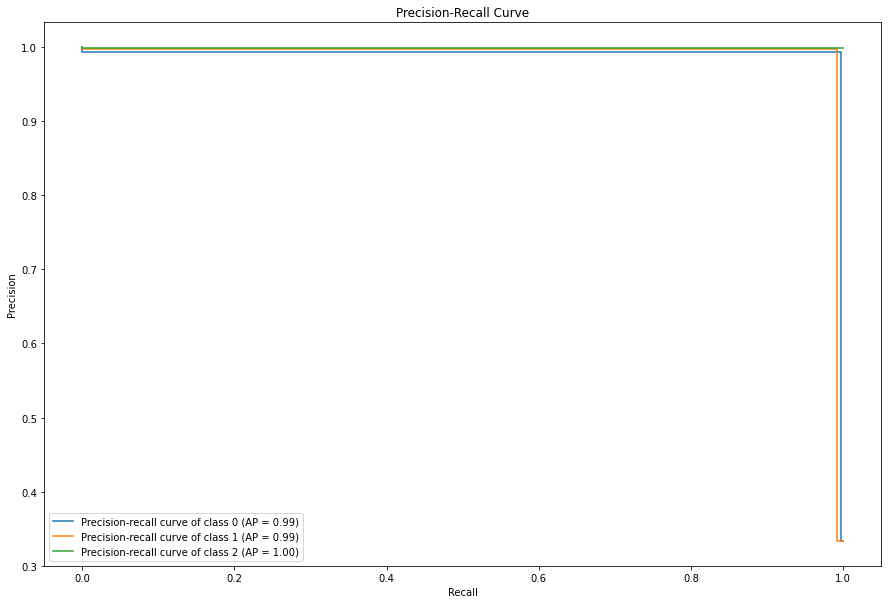 Precision-Recall Curve
1.0
0.9
0.8
0.7
0.6
0.5
0.4
0.3
Precision
Precision-recall curve of class 0 (AP = 0.99)
Precision-recall curve of class 1 (AP = 0.99)
Precision-recall curve of class 2 (AP = 1.00)
0.0 0.2 0.4 0.6 0.8 1.0
Recall